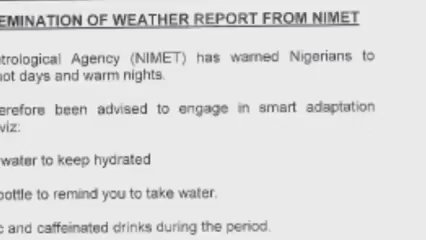 EMINATION OF WEATHER REPORT FROM NIMET
trological Agency (NIMET) has warned Nigerians to
ot days and warm nights.
erefore been advised to engage in smart adaptation
viz:
water to keep hydrated
bottle to remind you to take water.
c and caffeinated drinks during the period.